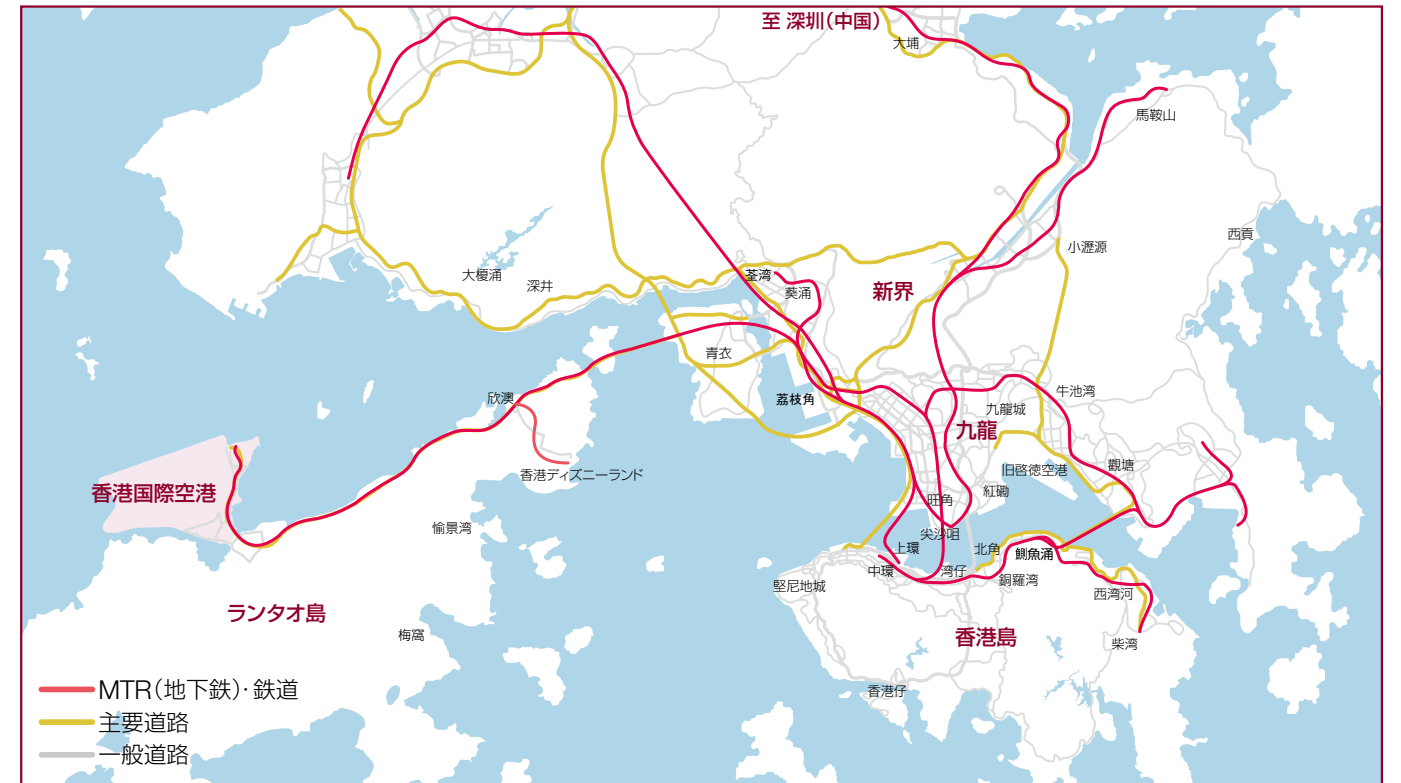 至 深圳（中国）
大埔
馬鞍山
西貢
小瀝源
大欖涌
深井
荃湾
葵涌
新界
青衣
荔枝角
欣澳
牛池湾
九龍城
九龍
香港国際空港
香港ディズニーランド
旧啓徳空港
觀塘
紅磡
旺角
愉景湾
尖沙咀
上環
北角
鰂魚涌
中環
湾仔
銅羅湾
堅尼地城
西湾河
ランタオ島
梅窩
香港島
柴湾
香港仔
MTR（地下鉄）・鉄道
主要道路
一般道路